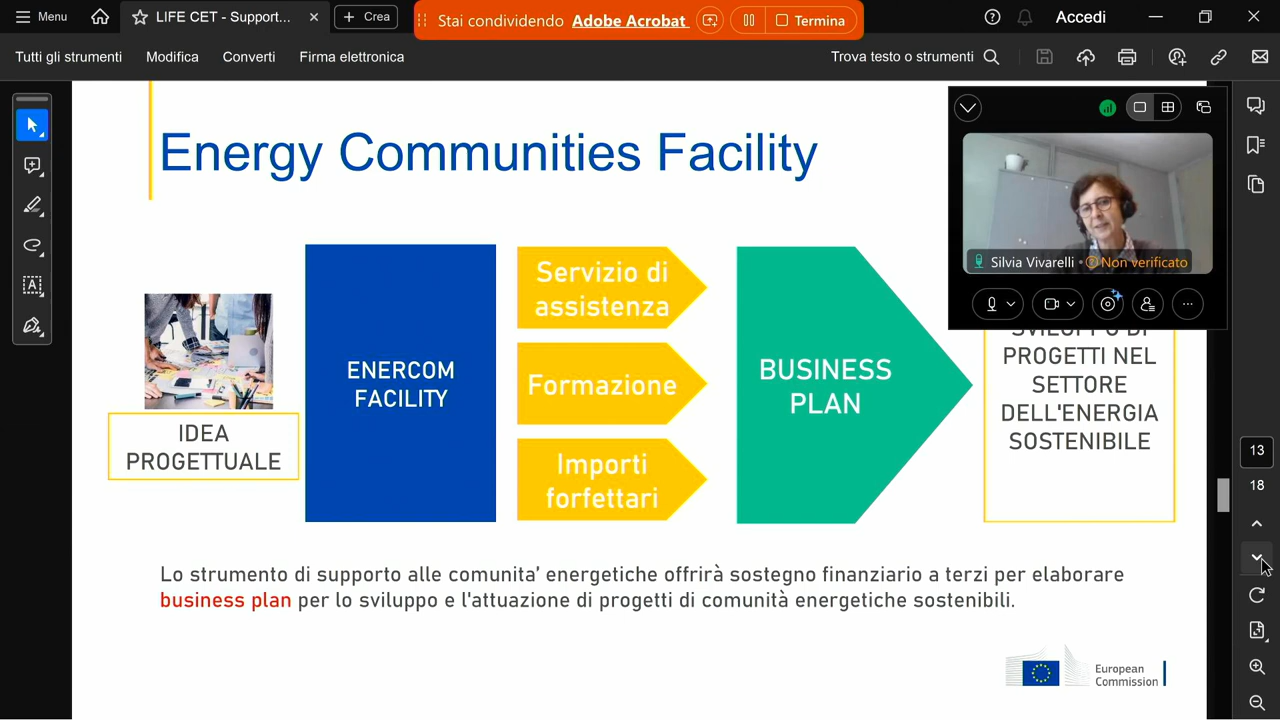 Menu
LIFE CET - Support...
Crea
Stai condividendo Adobe Acrobat
Termina
Accedi
Tutti gli strumenti
Modifica
Converti
Firma elettronica
Trova testo o strumenti
Energy Communities Facility
Silvia Vivarelli • Non verificato
IDEA
PROGETTUALE
ENERCOM
FACILITY
Servizio di
assistenza
Formazione
Importi
forfettari
BUSINESS
PLAN
SVILUPPO DI
PROGETTI NEL
SETTORE
DELL'ENERGIA
SOSTENIBILE
13
18
Lo strumento di supporto alle comunita' energetiche offrirà sostegno finanziario a terzi per elaborare
business plan per lo sviluppo e l'attuazione di progetti di comunità energetiche sostenibili.
European
Commission